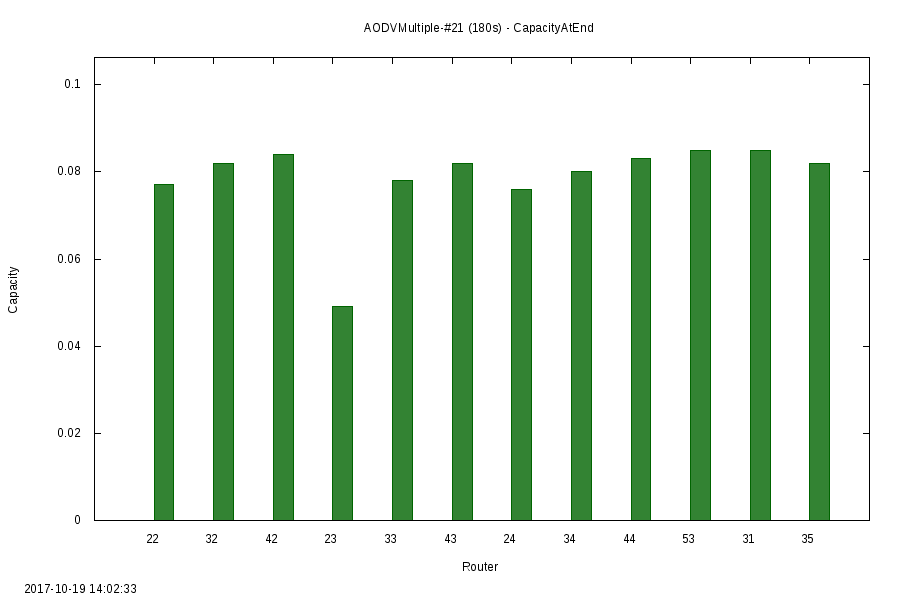 AODVMultiple-#21 (180s) - CapacityAtEnd
0.1
0.08
0.06
0.04
0.02
0
Capacity
22 32 42 23 33 43 24 34 44 53 31 35
Router
2017-10-19 14:02:33